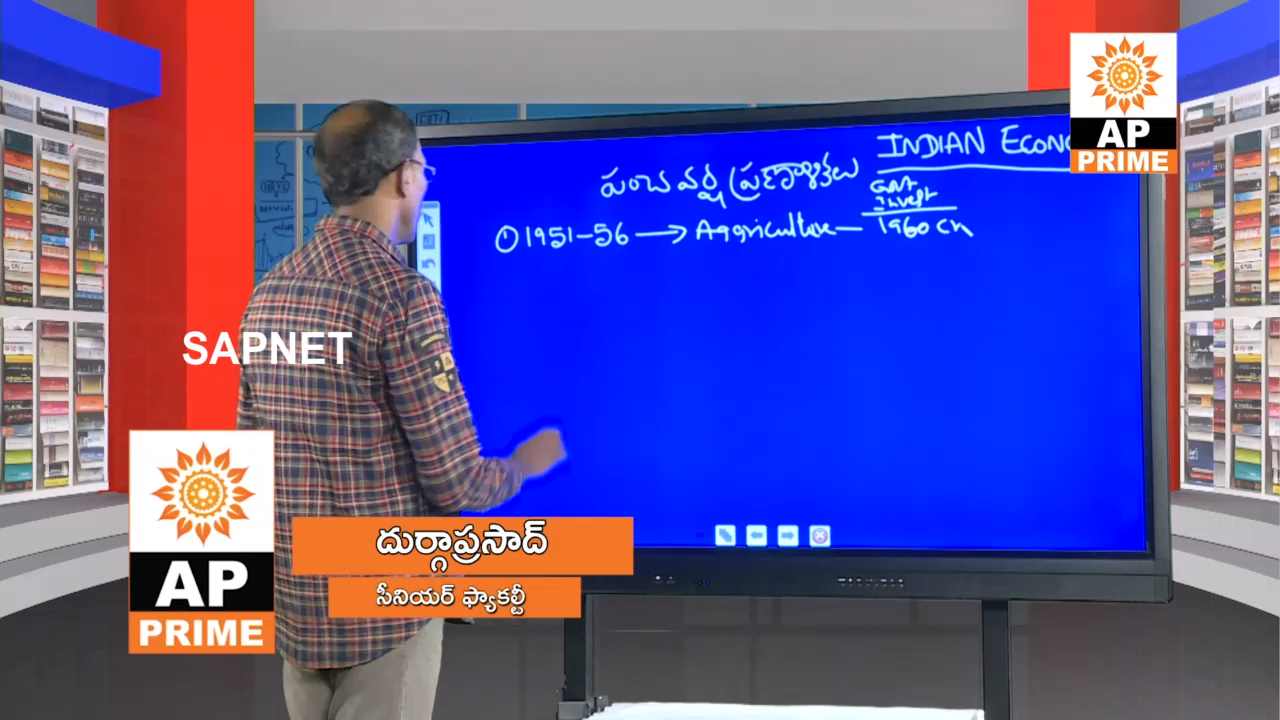 INDIAN ECONO
పంచవర్ష ప్రణాళికలు
Govt
Invest
① 1951-56 → Aggriculture — 1960 cr
AP
PRIME
SAPNET
AP
PRIME
దుర్గాప్రసాద్
సీనియర్ ఫ్యాకల్టీ